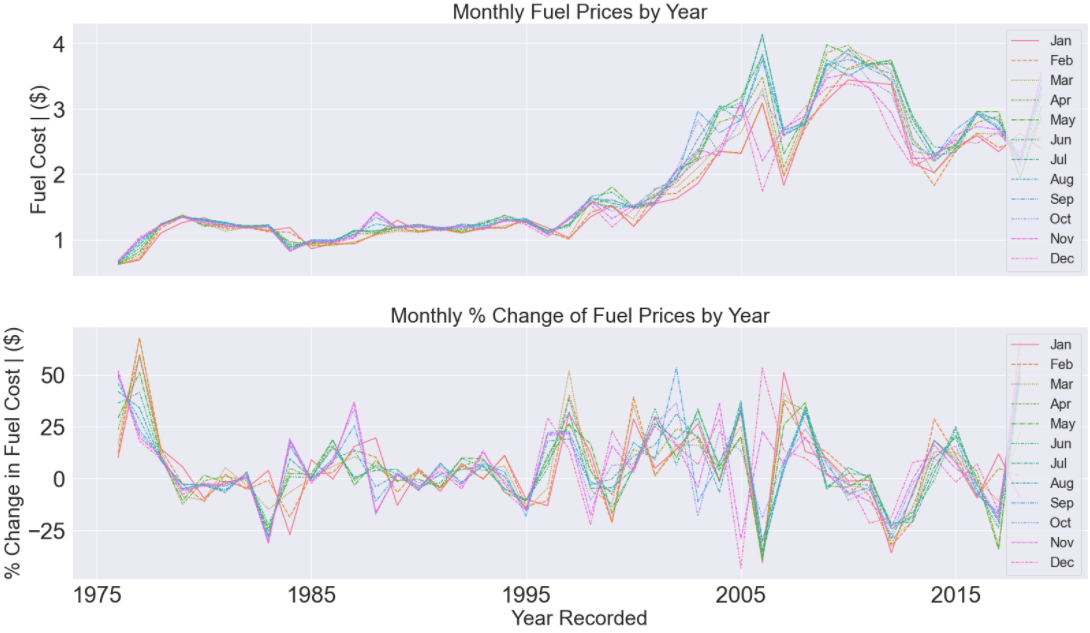 Monthly Fuel Prices by Year
Fuel Cost | ($)
4
3
2
1
Jan
Feb
Mar
Apr
May
Jun
Jul
Aug
Sep
Oct
Nov
Dec
Monthly % Change of Fuel Prices by Year
% Change in Fuel Cost | ($)
50
25
0
−25
Jan
Feb
Mar
Apr
May
Jun
Jul
Aug
Sep
Oct
Nov
Dec
1975 1985 1995 2005 2015
Year Recorded